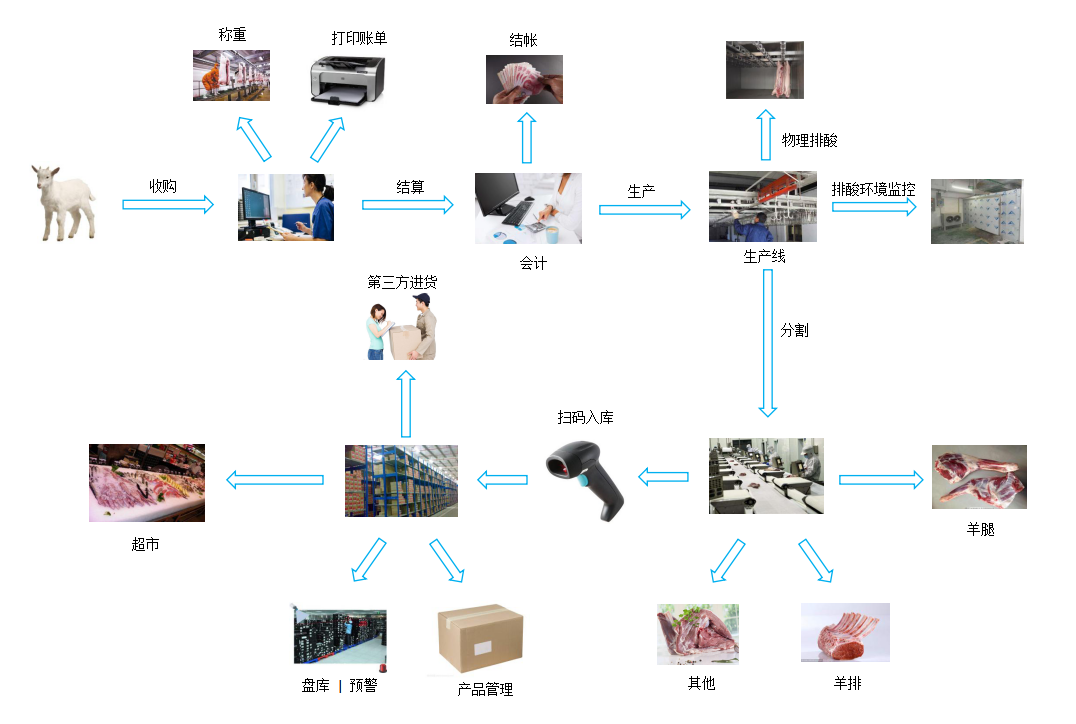 称重
打印账单
结帐
物理排酸
收购
结算
生产
排酸环境监控
会计
生产线
第三方进货
分割
扫码入库
超市
羊腿
盘库 | 预警
产品管理
其他
羊排